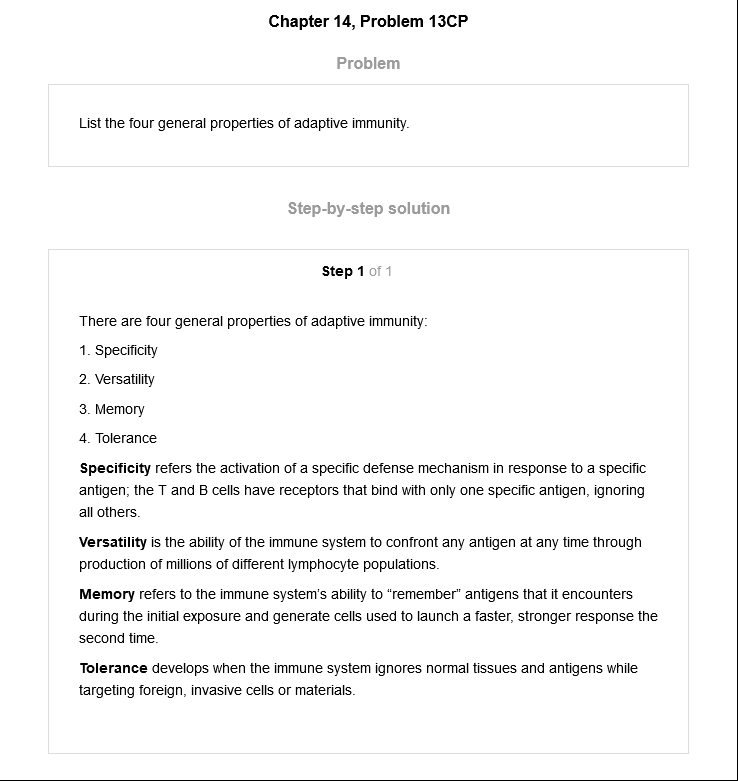 Chapter 14, Problem 13CP
Problem
List the four general properties of adaptive immunity.
Step-by-step solution
Step 1 of 1
There are four general properties of adaptive immunity:
1. Specificity
2. Versatility
3. Memory
4. Tolerance
Specificity refers the activation of a specific defense mechanism in response to a specific
antigen; the T and B cells have receptors that bind with only one specific antigen, ignoring
all others.
Versatility is the ability of the immune system to confront any antigen at any time through
production of millions of different lymphocyte populations.
Memory refers to the immune system’s ability to “remember” antigens that it encounters
during the initial exposure and generate cells used to launch a faster, stronger response the
second time.
Tolerance develops when the immune system ignores normal tissues and antigens while
targeting foreign, invasive cells or materials.